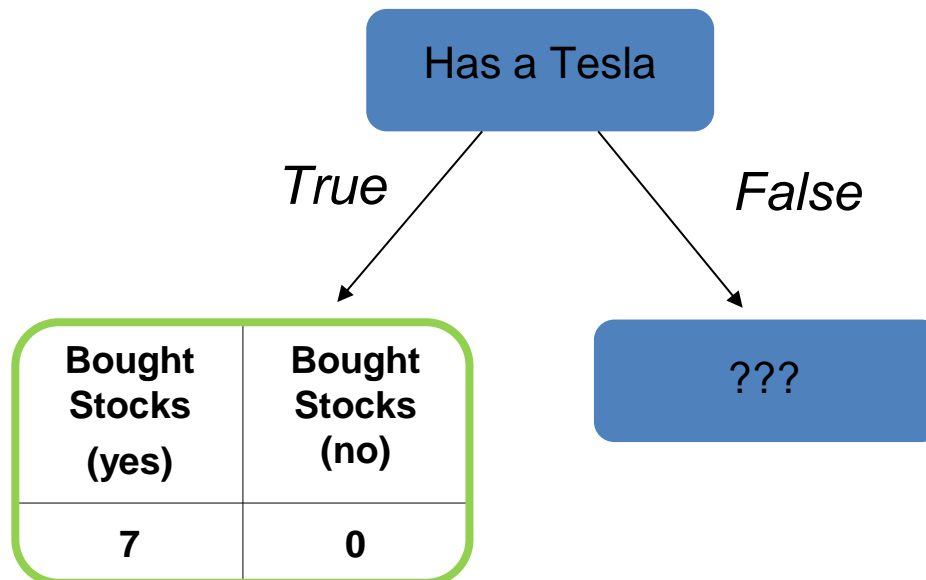 Has a Tesla
True
False
Bought
Stocks
(yes)
Bought
Stocks
(no)
???
7
0